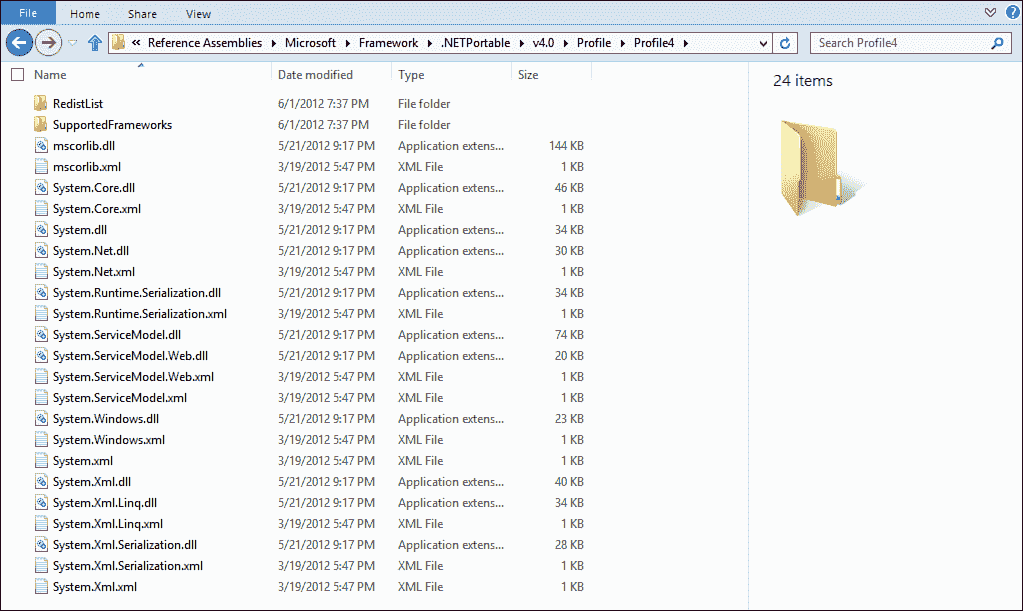 File Home Share View
« Reference Assemblies Microsoft Framework .NETPortable v4.0 Profile Profile4 Search Profile4
Name Date modified Type Size
24 items
RedistList 6/1/2012 7:37 PM File folder
SupportedFrameworks 6/1/2012 7:37 PM File folder
mscorlib.dll 5/21/2012 9:17 PM Application extens... 144 KB
mscorlib.xml 3/19/2012 5:47 PM XML File 1 KB
System.Core.dll 5/21/2012 9:17 PM Application extens... 46 KB
System.Core.xml 3/19/2012 5:47 PM XML File 1 KB
System.dll 5/21/2012 9:17 PM Application extens... 34 KB
System.Net.dll 5/21/2012 9:17 PM Application extens... 30 KB
System.Net.xml 3/19/2012 5:47 PM XML File 1 KB
System.Runtime.Serialization.dll 5/21/2012 9:17 PM Application extens... 34 KB
System.Runtime.Serialization.xml 3/19/2012 5:47 PM XML File 1 KB
System.ServiceModel.dll 5/21/2012 9:17 PM Application extens... 74 KB
System.ServiceModel.Web.dll 5/21/2012 9:17 PM Application extens... 20 KB
System.ServiceModel.Web.xml 3/19/2012 5:47 PM XML File 1 KB
System.ServiceModel.xml 3/19/2012 5:47 PM XML File 1 KB
System.Windows.dll 5/21/2012 9:17 PM Application extens... 23 KB
System.Windows.xml 3/19/2012 5:47 PM XML File 1 KB
System.xml 3/19/2012 5:47 PM XML File 1 KB
System.Xml.dll 5/21/2012 9:17 PM Application extens... 40 KB
System.Xml.Linq.dll 5/21/2012 9:17 PM Application extens... 34 KB
System.Xml.Linq.xml 3/19/2012 5:47 PM XML File 1 KB
System.Xml.Serialization.dll 5/21/2012 9:17 PM Application extens... 28 KB
System.Xml.Serialization.xml 3/19/2012 5:47 PM XML File 1 KB
System.Xml.xml 3/19/2012 5:47 PM XML File 1 KB